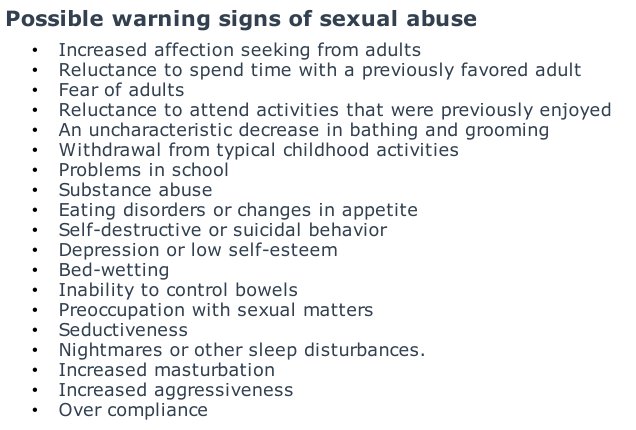 Possible warning signs of sexual abuse
• Increased affection seeking from adults
• Reluctance to spend time with a previously favored adult
• Fear of adults
• Reluctance to attend activities that were previously enjoyed
• An uncharacteristic decrease in bathing and grooming
• Withdrawal from typical childhood activities
• Problems in school
• Substance abuse
• Eating disorders or changes in appetite
• Self-destructive or suicidal behavior
• Depression or low self-esteem
• Bed-wetting
• Inability to control bowels
• Preoccupation with sexual matters
• Seductiveness
• Nightmares or other sleep disturbances.
• Increased masturbation
• Increased aggressiveness
• Over compliance